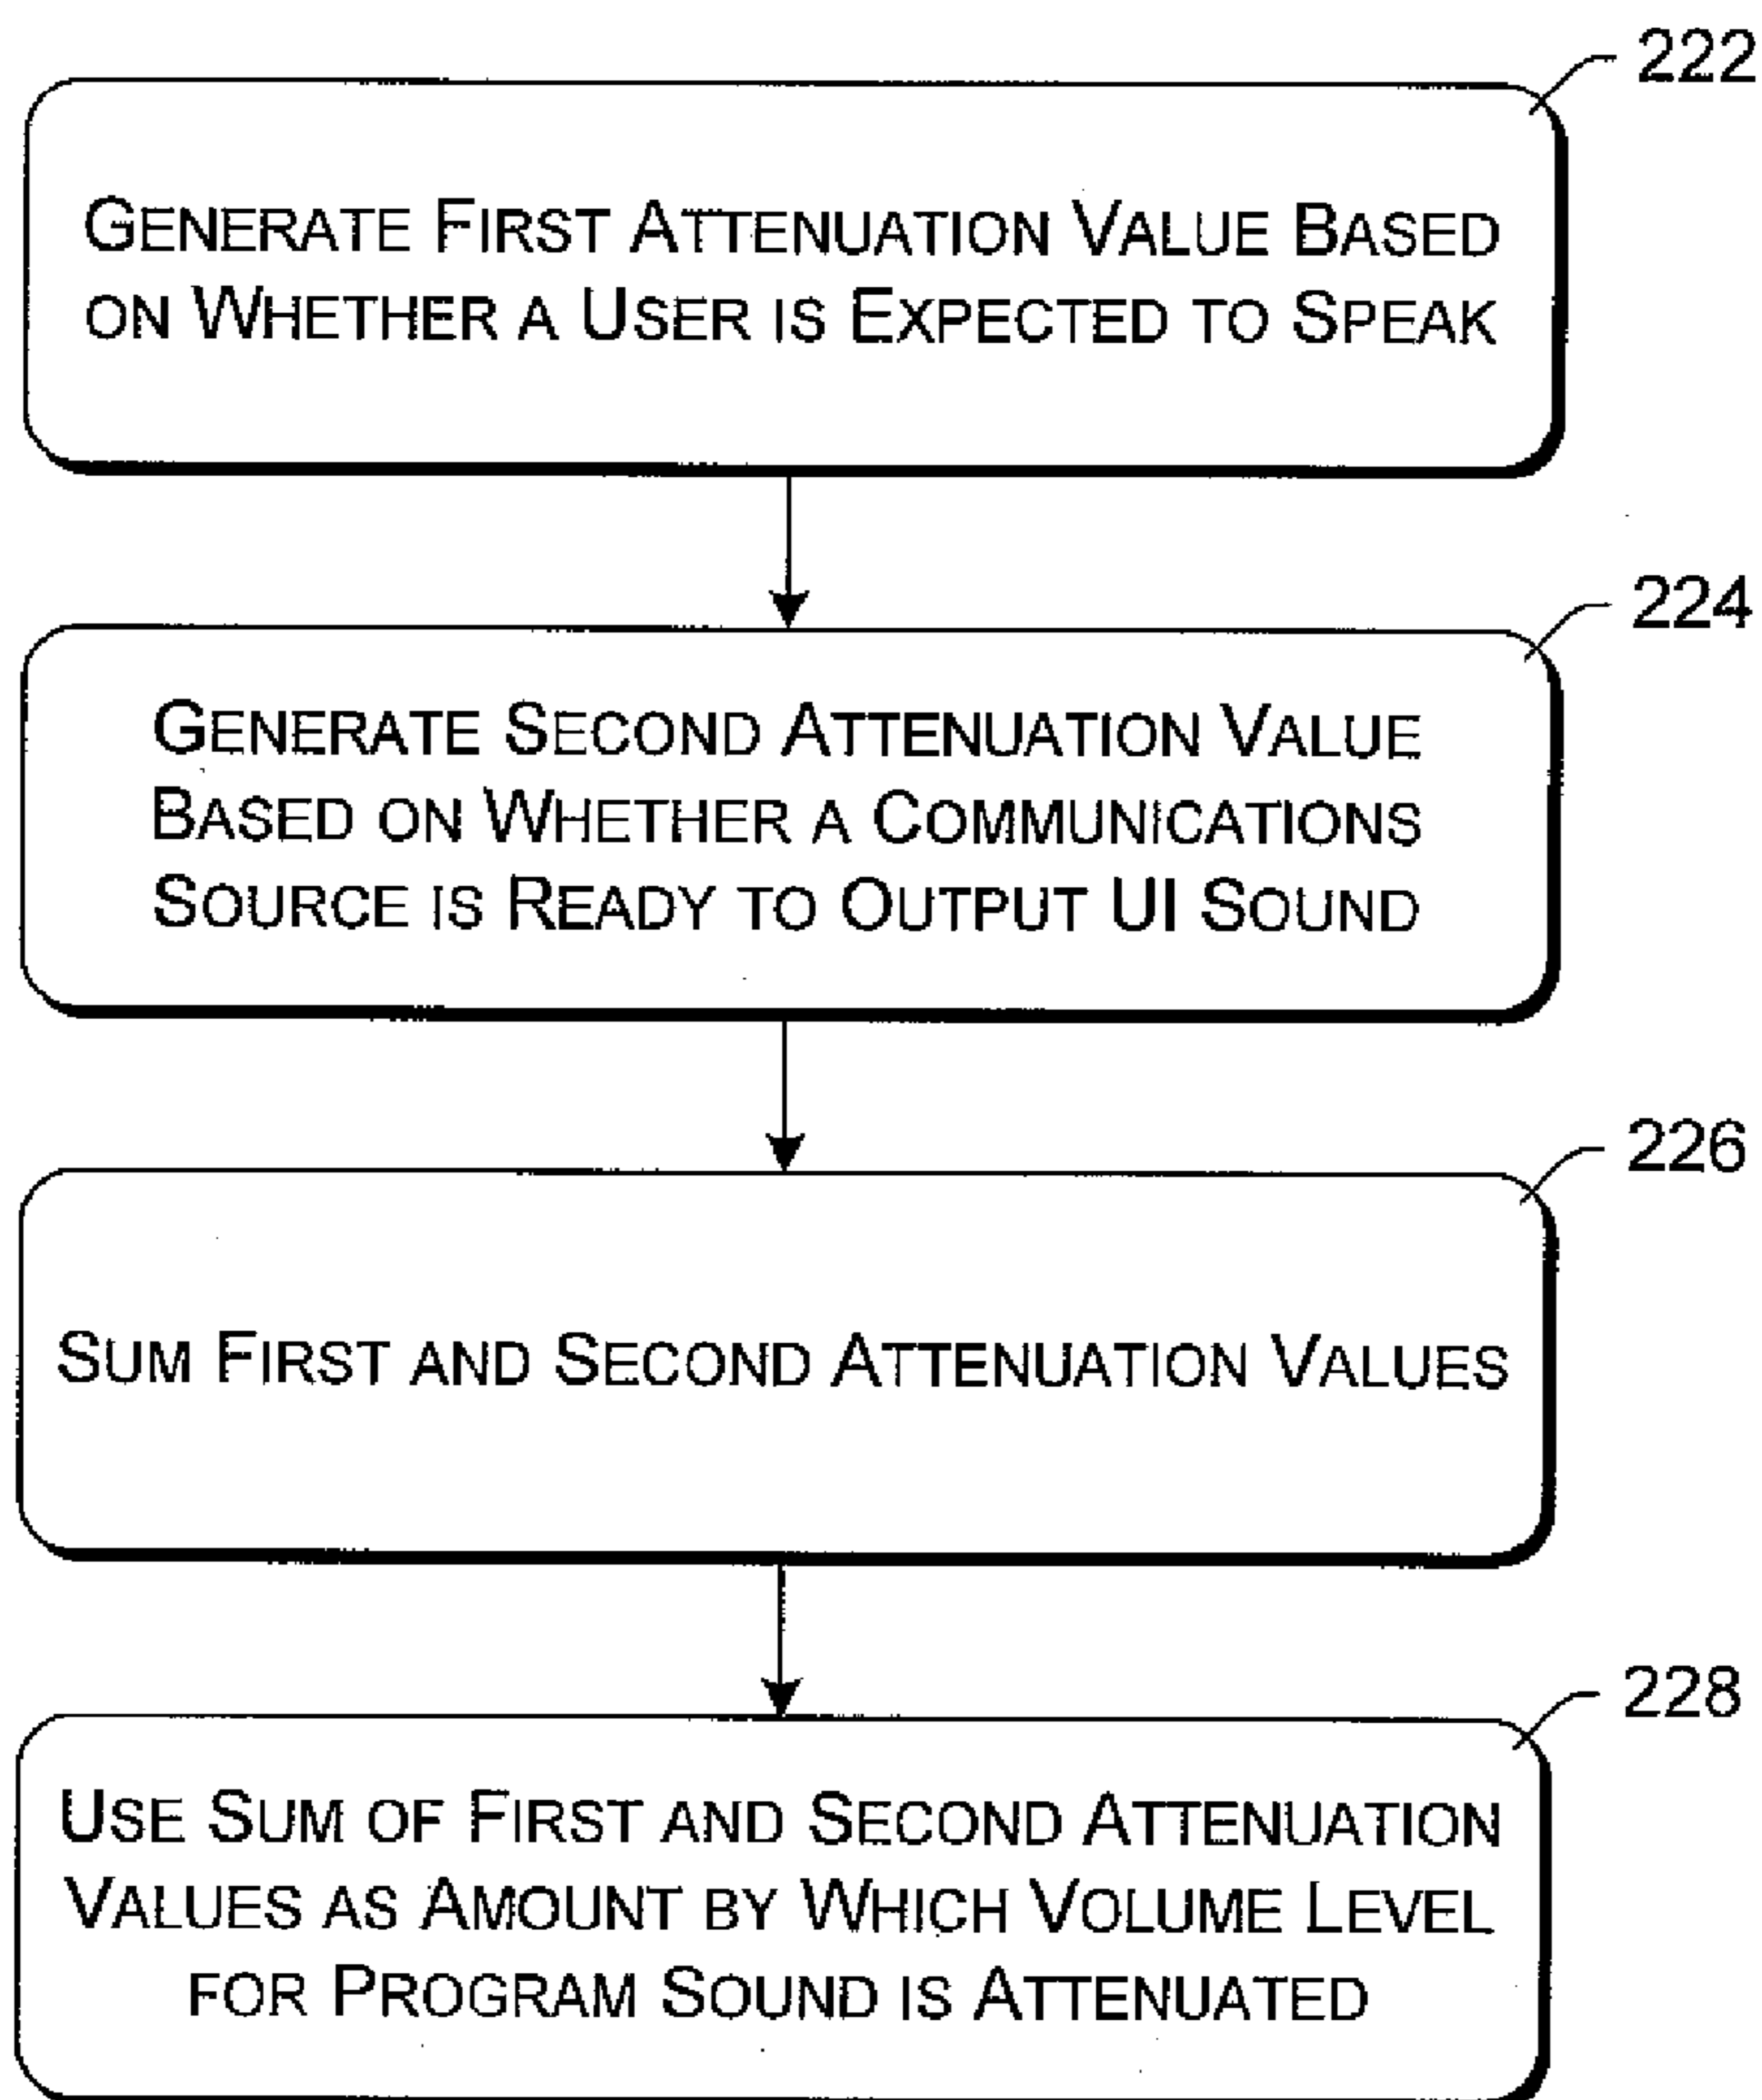 222
GENERATE FIRST ATTENUATION VALUE BASED
ON WHETHER A USER IS EXPECTED TO SPEAK
224
GENERATE SECOND ATTENUATION VALUE
BASED ON WHETHER A COMMUNICATIONS
SOURCE IS READY TO OUTPUT UI SOUND
226
SUM FIRST AND SECOND ATTENUATION VALUES
228
USE SUM OF FIRST AND SECOND ATTENUATION
VALUES AS AMOUNT BY WHICH VOLUME LEVEL
FOR PROGRAM SOUND IS ATTENUATED